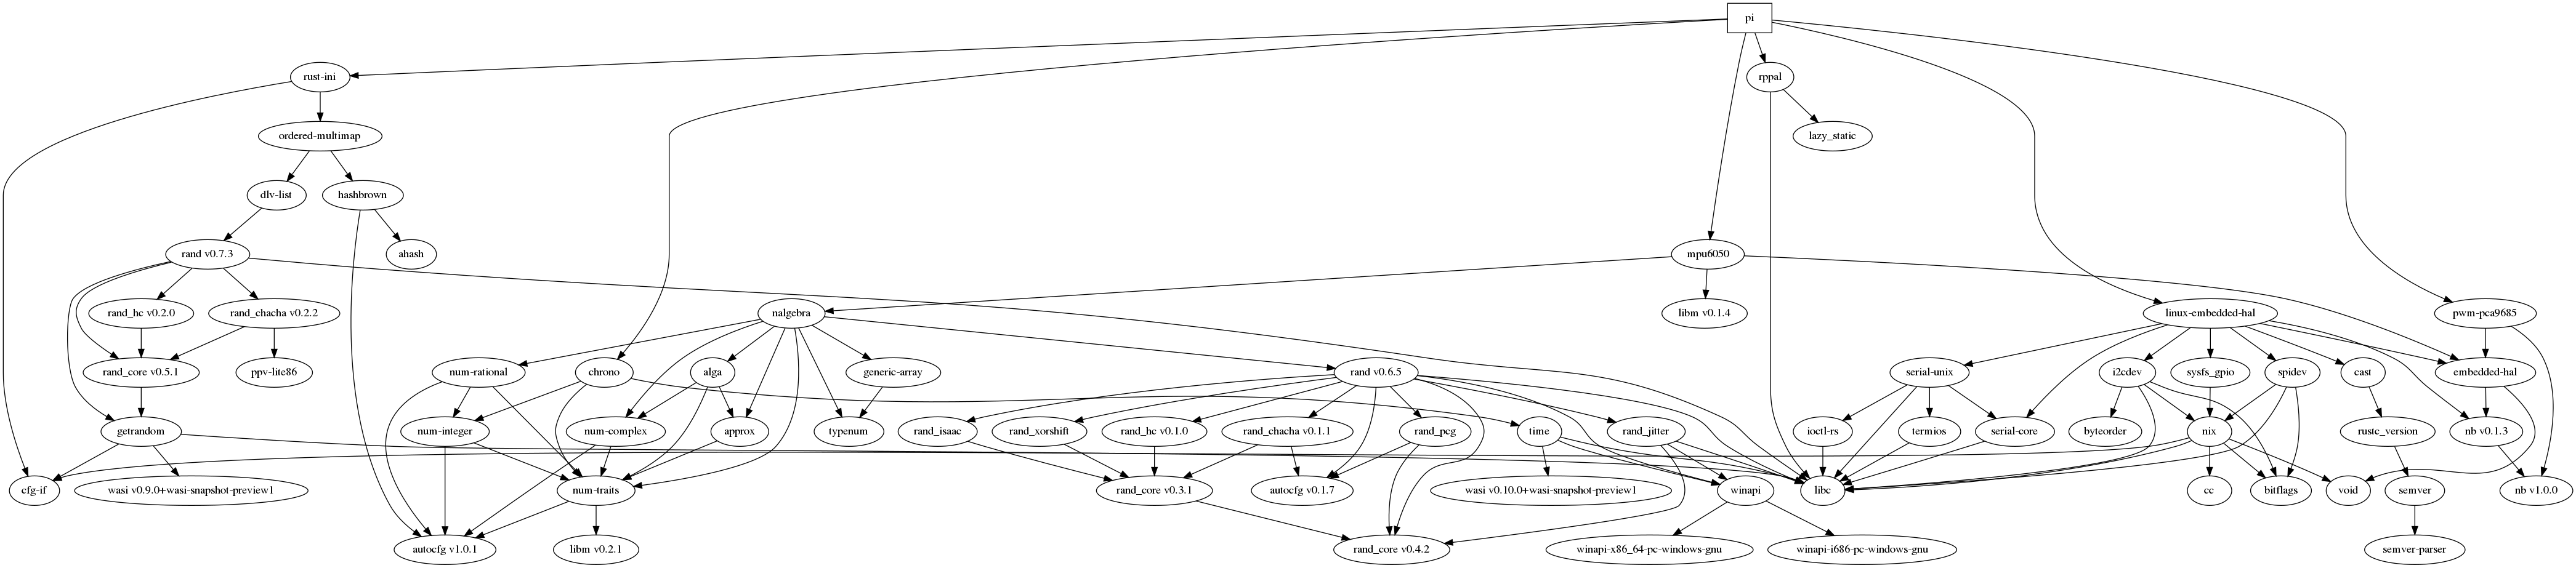 pi
rust-ini
rppal
ordered-multimap
lazy_static
dlv-list
hashbrown
rand v0.7.3
ahash
mpu6050
rand_hc v0.2.0
rand_chacha v0.2.2
nalgebra
libm v0.1.4
linux-embedded-hal
pwm-pca9685
rand_core v0.5.1
ppv-lite86
num-rational
chrono
alga
generic-array
rand v0.6.5
serial-unix
i2cdev
sysfs_gpio
spidev
cast
embedded-hal
getrandom
num-integer
num-complex
approx
typenum
rand_isaac
rand_xorshift
rand_hc v0.1.0
rand_chacha v0.1.1
rand_pcg
time
rand_jitter
ioctl-rs
termios
serial-core
byteorder
nix
rustc_version
nb v0.1.3
cfg-if
wasi v0.9.0+wasi-snapshot-preview1
num-traits
rand_core v0.3.1
autocfg v0.1.7
wasi v0.10.0+wasi-snapshot-preview1
winapi
libc
cc
bitflags
void
semver
nb v1.0.0
autocfg v1.0.1
libm v0.2.1
rand_core v0.4.2
winapi-x86_64-pc-windows-gnu
winapi-i686-pc-windows-gnu
semver-parser